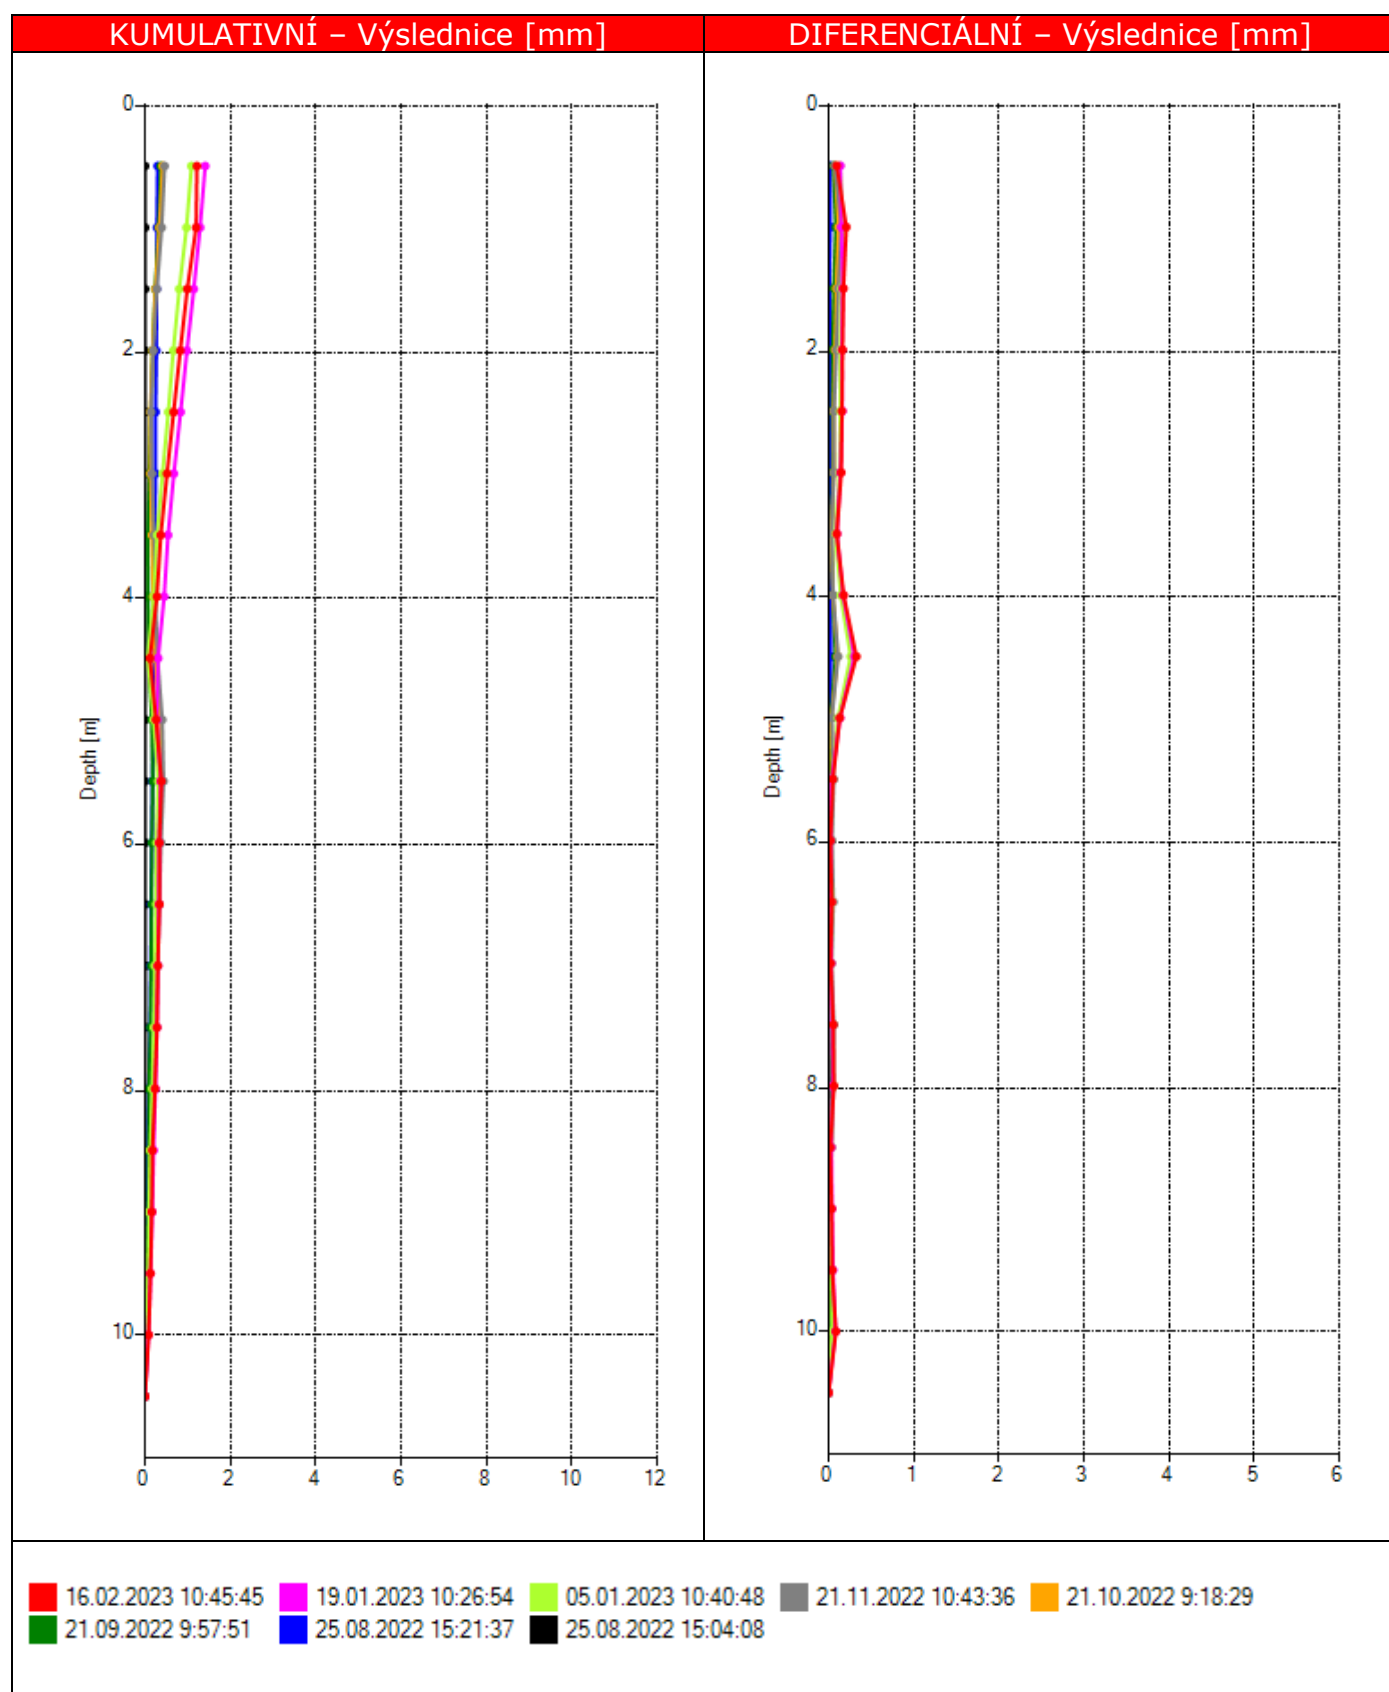 KUMULATIVNÍ – Výslednice [mm]
DIFERENCIÁLNÍ – Výslednice [mm]
0
2
4
6
8
10
Depth [m]
0 2 4 6 8 10 12
0
2
4
6
8
10
Depth [m]
0 1 2 3 4 5 6
16.02.2023 10:45:45 19.01.2023 10:26:54 05.01.2023 10:40:48 21.11.2022 10:43:36 21.10.2022 9:18:29
21.09.2022 9:57:51 25.08.2022 15:21:37 25.08.2022 15:04:08